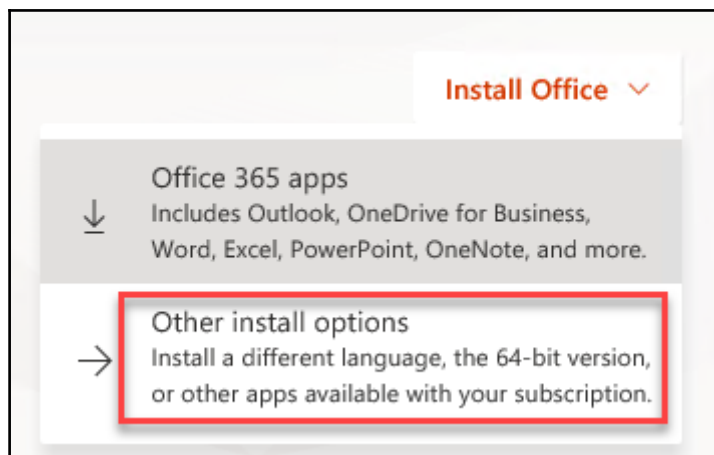 Install Office
Office 365 apps
Includes Outlook, OneDrive for Business,
Word, Excel, PowerPoint, OneNote, and more.
Other install options
Install a different language, the 64-bit version,
or other apps available with your subscription.